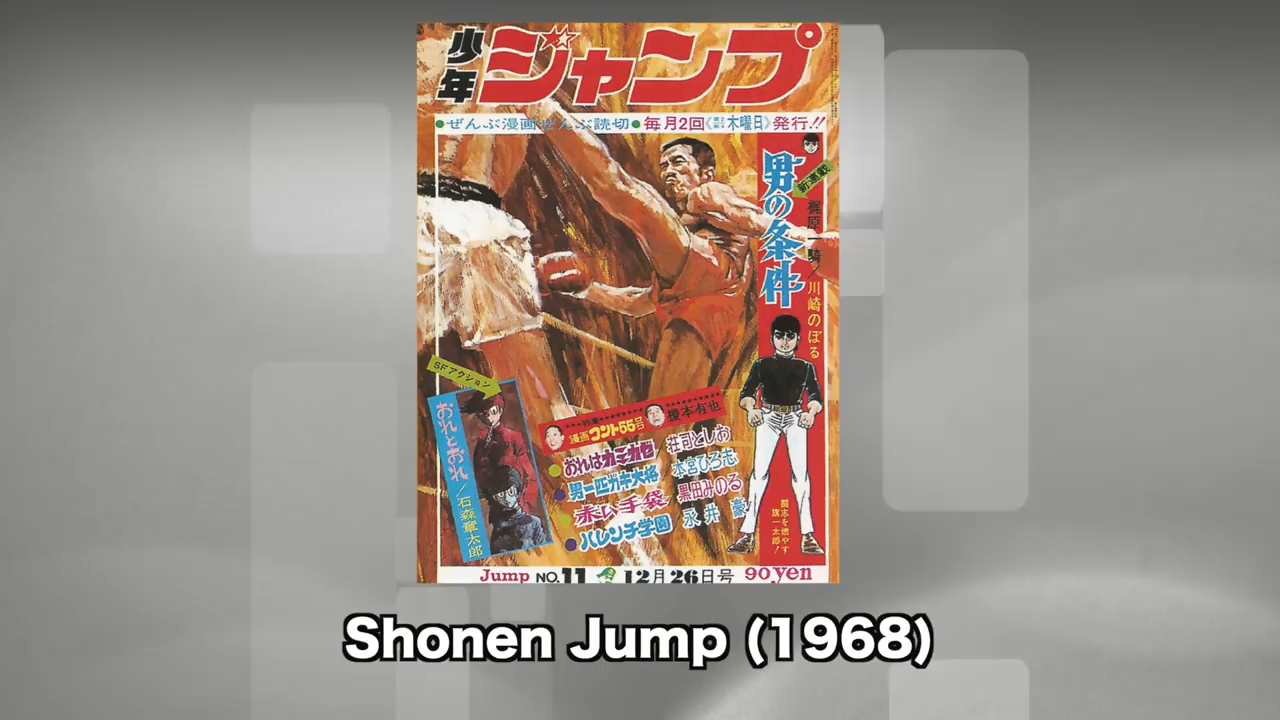 少年ジャンプ
●ぜんぶ漫画ぜんぶ読切●毎月2回《木曜日》発行!!
新連載
男の条件
梶原一騎/川崎のぼる
SFアクション
おれとおれ/石森章太郎
漫画コント55号 榎本有也
●おれはカミカゼ 荘司としお
●男一匹ガキ大将 本宮ひろ志
●赤い手袋 黒田みのる
●ハレンチ学園 永井豪
闘志を燃やす
旗一太郎!
Jump NO.11 12月26日号 90yen
Shonen Jump (1968)